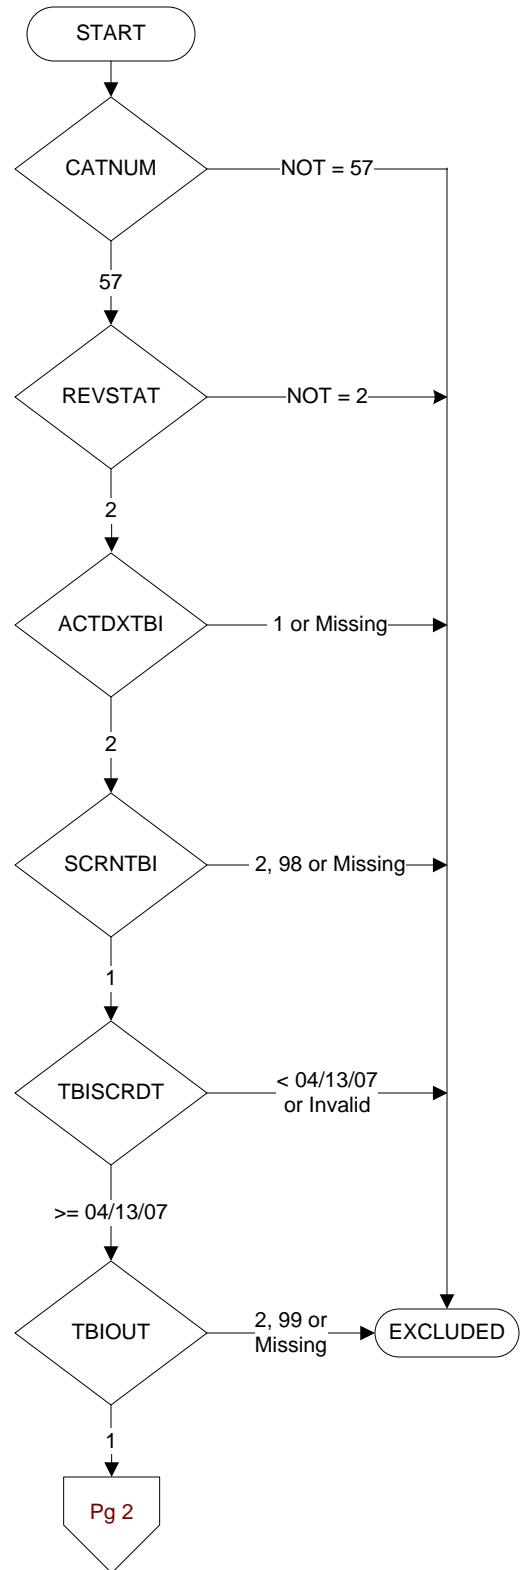 START
CATNUM
NOT = 57
57
REVSTAT
NOT = 2
2
ACTDXTBI
1 or Missing
2
SCRNTBI
2, 98 or Missing
1
TBISCRDT
< 04/13/07
or Invalid
>= 04/13/07
TBIOUT
2, 99 or
Missing
EXCLUDED
1
Pg 2